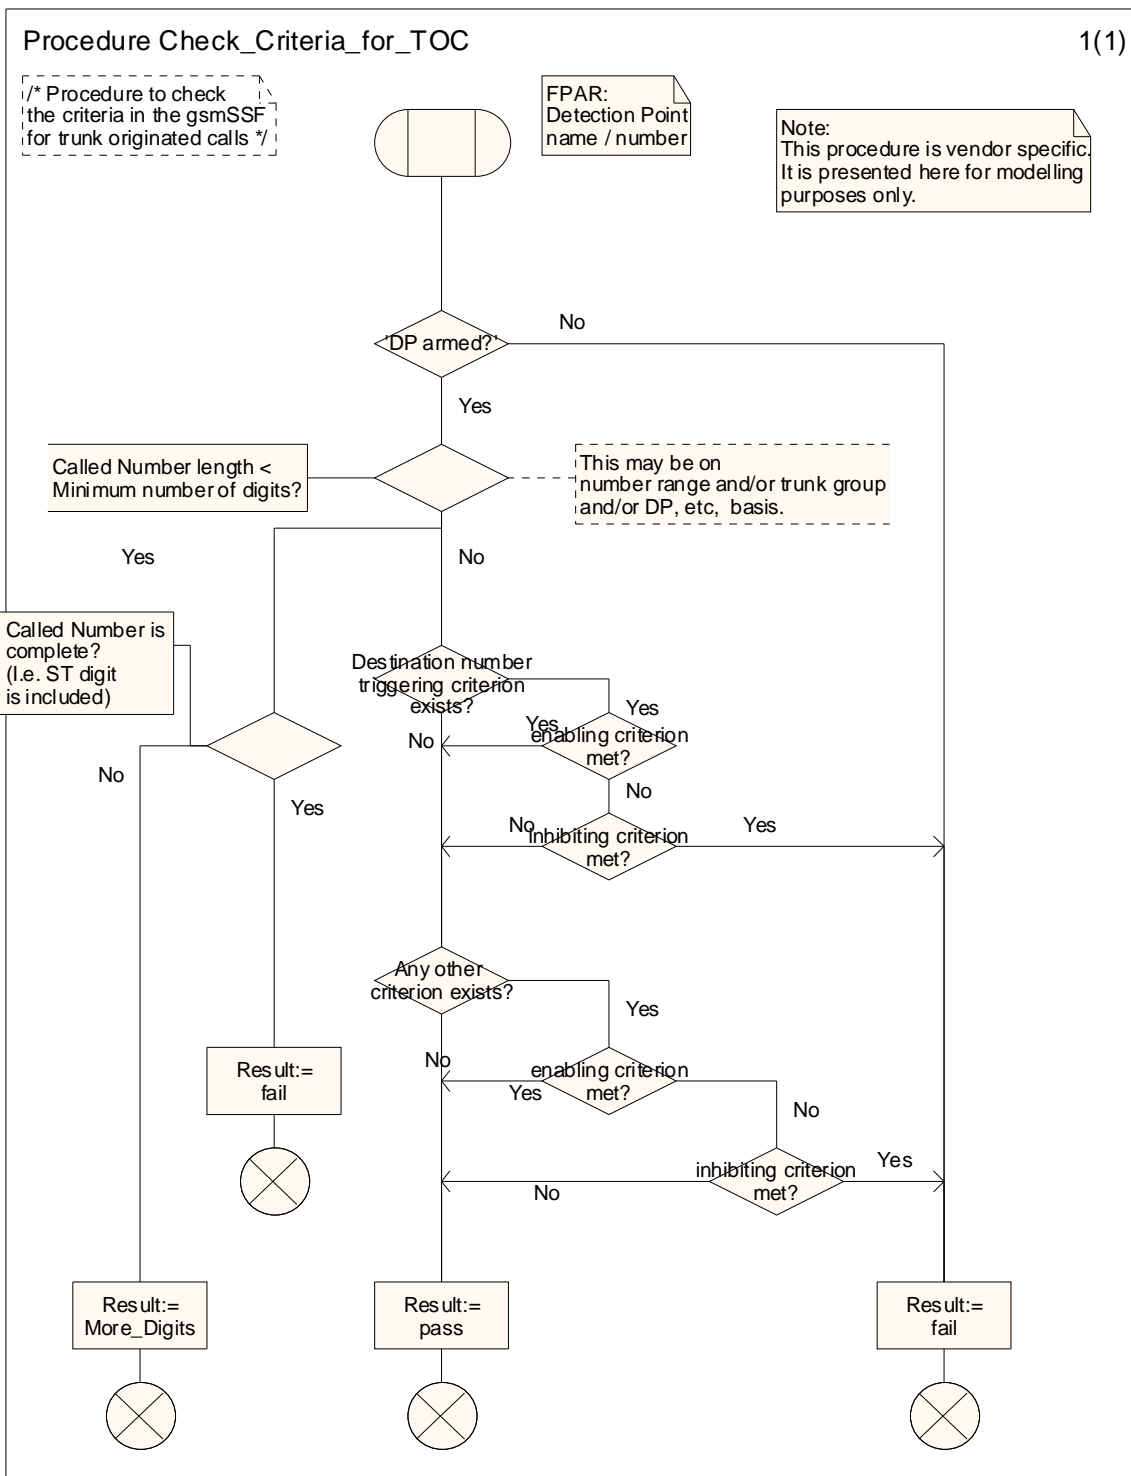 Procedure Check_Criteria_for_TOC
1(1)
/* Procedure to check
the criteria in the gsmSSF
for trunk originated calls */
FPAR:
Detection Point
name / number
Note:
This procedure is vendor specific.
It is presented here for modelling
purposes only.
'DP armed?'
No
Yes
Called Number length <
Minimum number of digits?
This may be on
number range and/or trunk group
and/or DP, etc, basis.
Yes
No
Called Number is
complete?
(I.e. ST digit
is included)
Destination number
triggering criterion
exists?
Yes
Yes
enabling criterion
met?
No
No
No
Yes
No
inhibiting criterion
met?
Yes
Any other
criterion exists?
Yes
No
enabling criterion
met?
Yes
No
Result:=
fail
inhibiting criterion
met?
Yes
No
Result:=
More_Digits
Result:=
pass
Result:=
fail